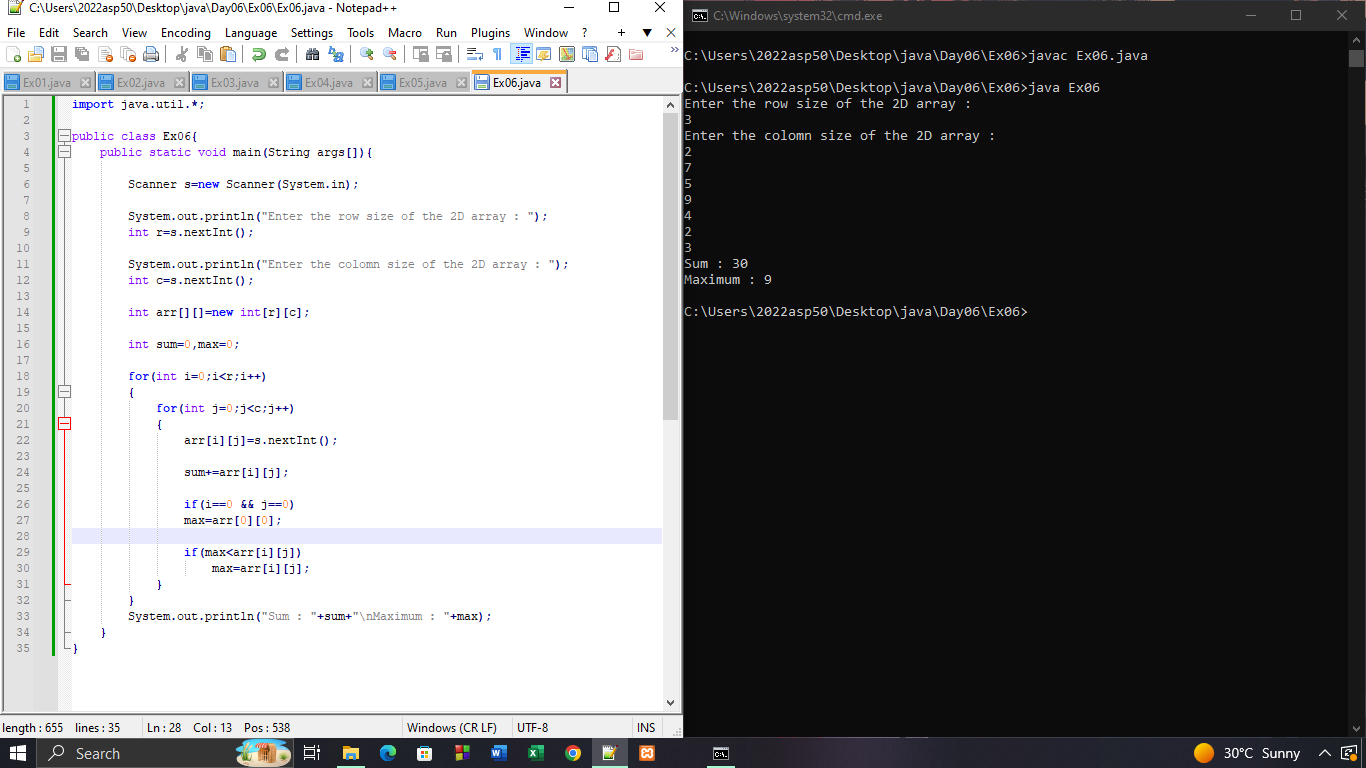 C:\Users\2022asp50\Desktop\java\Day06\Ex06\Ex06.java - Notepad++
File Edit Search View Encoding Language Settings Tools Macro Run Plugins Window ? + ▼ X
Ex01.java Ex02.java Ex03.java Ex04.java Ex05.java Ex06.java
1 import java.util.*;
2
3 public class Ex06{
4 public static void main(String args[]){
5
6 Scanner s=new Scanner(System.in);
7
8 System.out.println("Enter the row size of the 2D array : ");
9 int r=s.nextInt();
10
11 System.out.println("Enter the colomn size of the 2D array : ");
12 int c=s.nextInt();
13
14 int arr[][]=new int[r][c];
15
16 int sum=0,max=0;
17
18 for(int i=0;i<r;i++)
19 {
20 for(int j=0;j<c;j++)
21 {
22 arr[i][j]=s.nextInt();
23
24 sum+=arr[i][j];
25
26 if(i==0 && j==0)
27 max=arr[0][0];
28
29 if(max<arr[i][j])
30 max=arr[i][j];
31 }
32 }
33 System.out.println("Sum : "+sum+"\nMaximum : "+max);
34 }
35 }
length : 655 lines : 35 Ln : 28 Col : 13 Pos : 538 Windows (CR LF) UTF-8 INS
C:\Windows\system32\cmd.exe
C:\Users\2022asp50\Desktop\java\Day06\Ex06>javac Ex06.java
C:\Users\2022asp50\Desktop\java\Day06\Ex06>java Ex06
Enter the row size of the 2D array :
3
Enter the colomn size of the 2D array :
2
7
5
9
4
2
3
Sum : 30
Maximum : 9
C:\Users\2022asp50\Desktop\java\Day06\Ex06>
Search
30°C Sunny